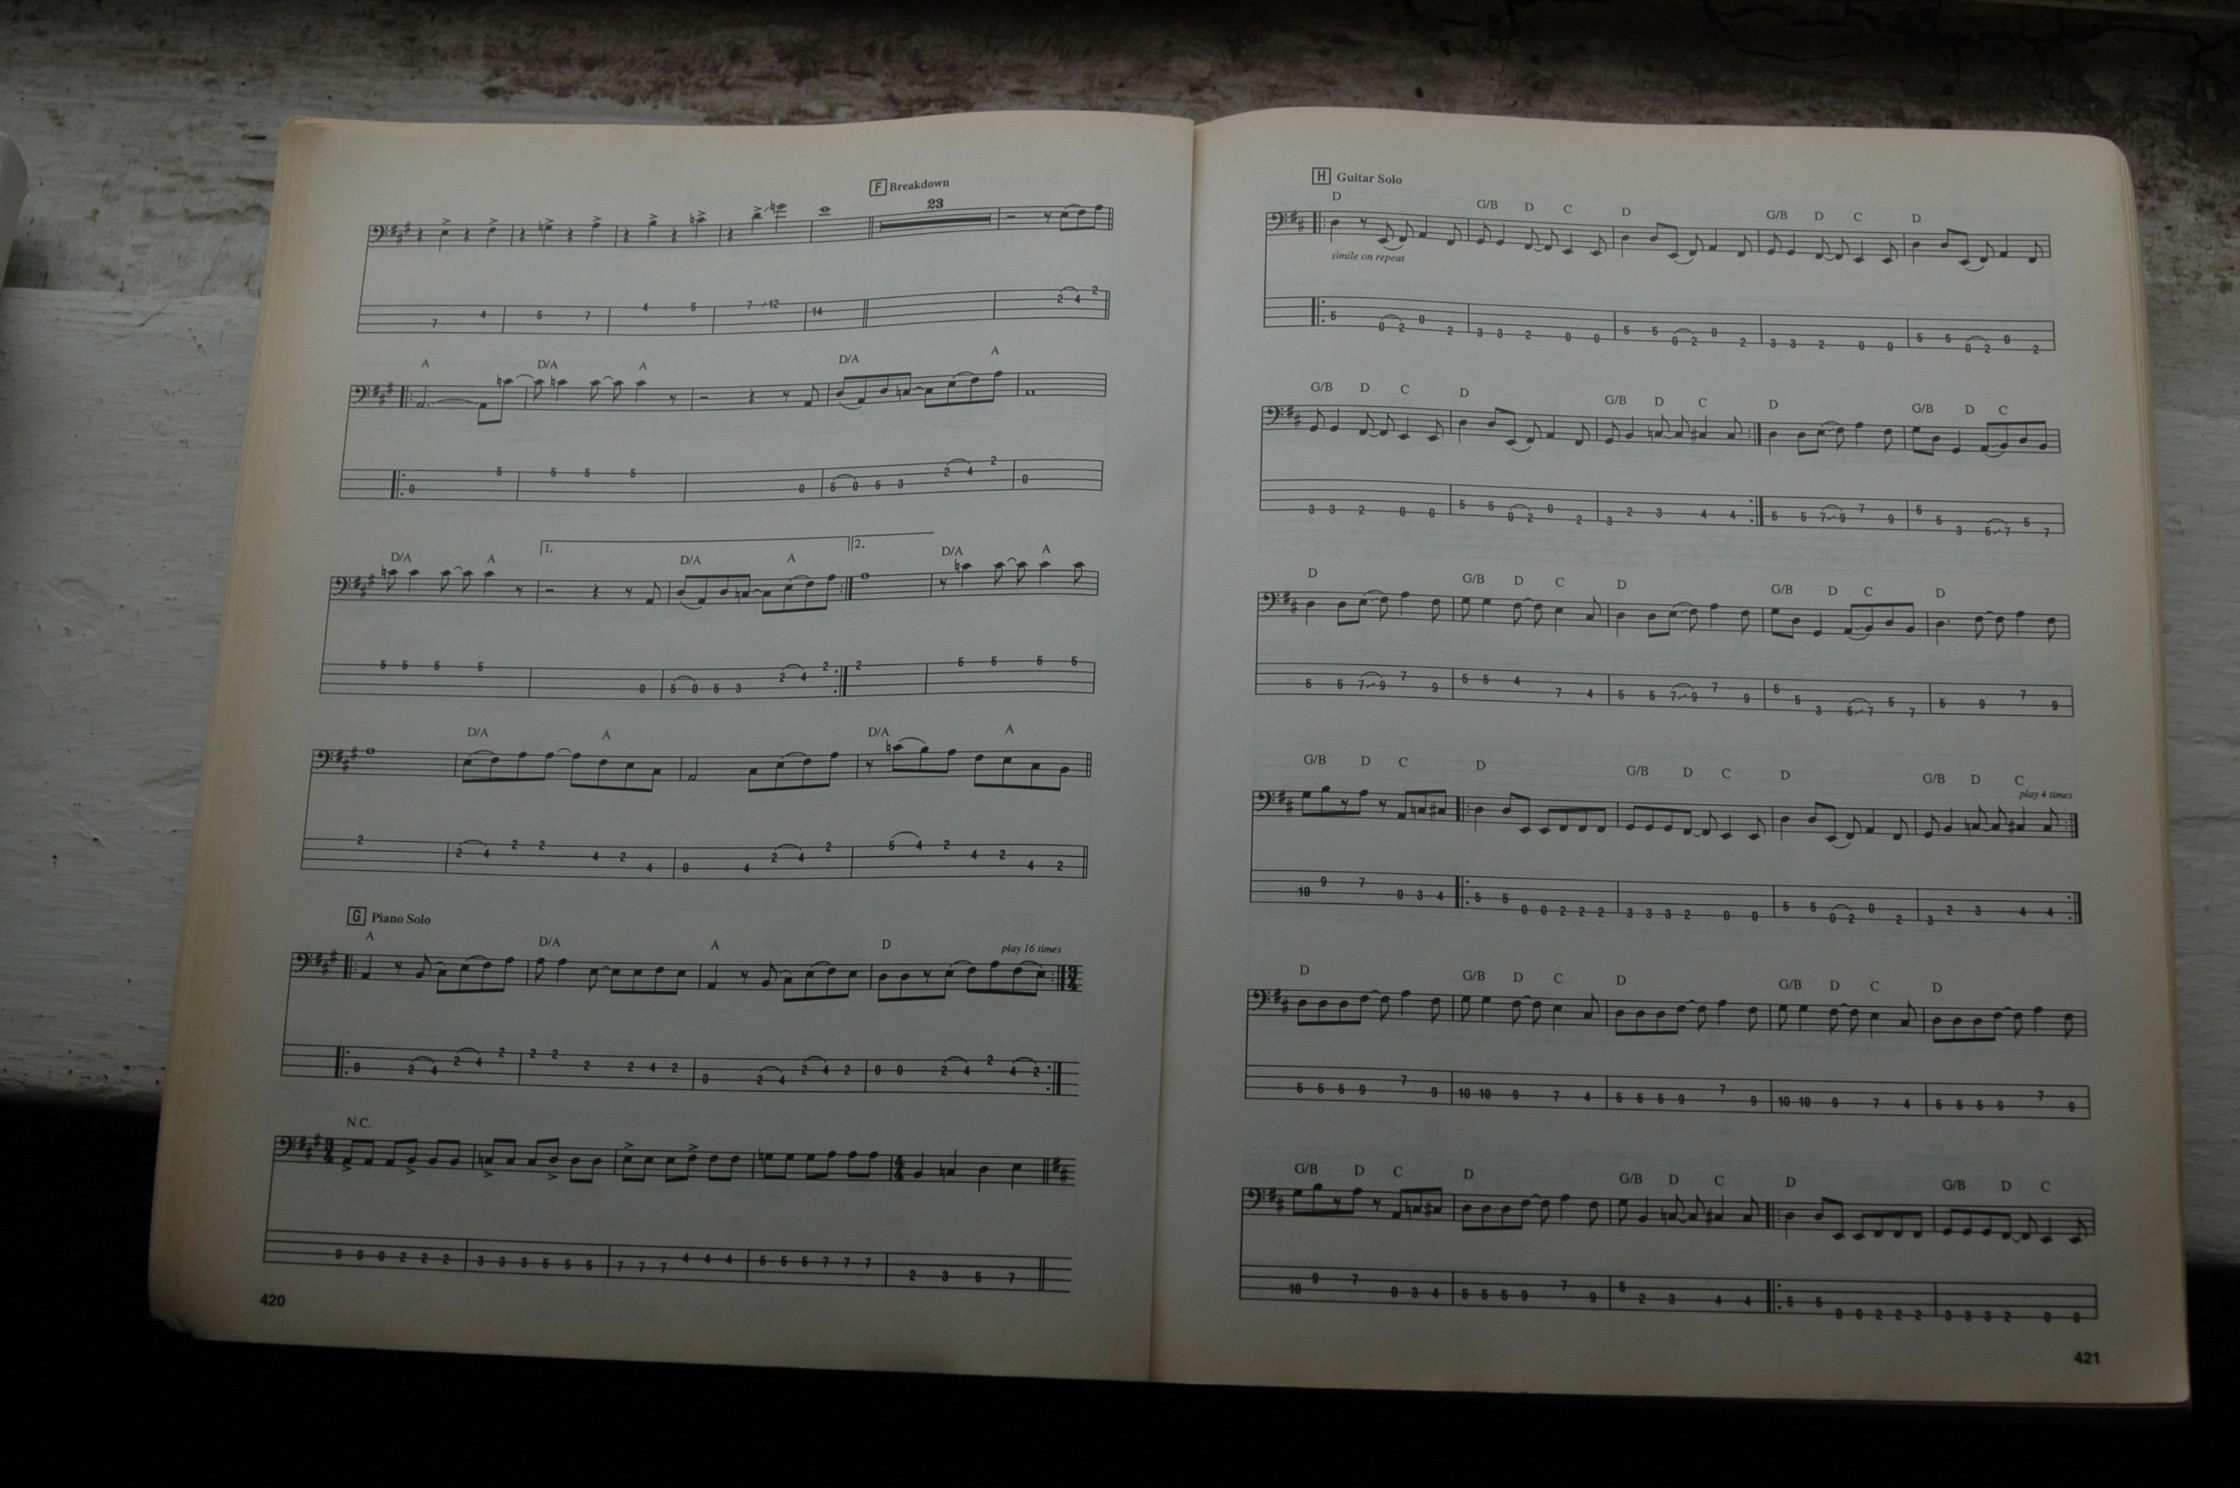 F Breakdown
23
7 4 5 7 4 5 7 12 14 2 4 2
A D/A A D/A A
0 5 5 5 5 0 5 0 5 3 2 4 2 0
1. 2.
D/A A D/A A D/A A
5 5 5 5 0 5 0 5 3 2 4 2 2 5 5 5 5
D/A A D/A A
2 2 4 2 2 4 2 4 0 4 2 4 2 5 4 2 4 2 4 2
G Piano Solo
A D/A A D play 16 times
9/4
0 2 4 2 4 2 2 2 2 2 4 2 0 2 4 2 4 2 0 0 2 4 2 4 2
N.C.
9/4 4/4
0 0 0 2 2 2 3 3 3 5 5 5 7 7 7 4 4 4 5 5 5 7 7 7 2 3 5 7
420
H Guitar Solo
D G/B D C D G/B D C D
simile on repeat
5 0 2 0 2 3 3 2 0 0 5 5 0 2 0 2 3 3 2 0 0 5 5 0 2 0 2
G/B D C D G/B D C D G/B D C
3 3 2 0 0 5 5 0 2 0 2 3 2 3 4 4 5 5 7 9 7 9 5 5 3 5 7 5 7
D G/B D C D G/B D C D
5 5 7 9 7 9 5 5 4 7 4 5 5 7 9 7 9 5 5 3 5 7 5 7 5 9 7 9
G/B D C D G/B D C D G/B D C
play 4 times
10 9 7 0 3 4 5 5 0 0 2 2 2 3 3 3 2 0 0 5 5 0 2 0 2 3 2 3 4 4
D G/B D C D G/B D C D
5 5 5 9 7 9 10 10 9 7 4 5 5 5 9 7 9 10 10 9 7 4 5 5 5 9 7 9
G/B D C D G/B D C D G/B D C
10 9 7 0 3 4 5 5 5 9 7 9 5 2 3 4 4 5 5 0 0 2 2 2 3 3 3 2 0 0
421